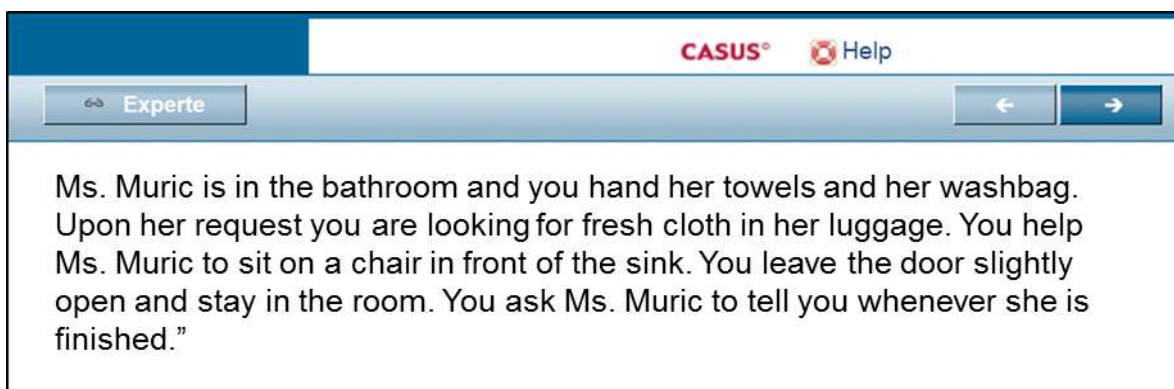 CASUS° Help
Experte
Ms. Muric is in the bathroom and you hand her towels and her washbag.
Upon her request you are looking for fresh cloth in her luggage. You help
Ms. Muric to sit on a chair in front of the sink. You leave the door slightly
open and stay in the room. You ask Ms. Muric to tell you whenever she is
finished.”